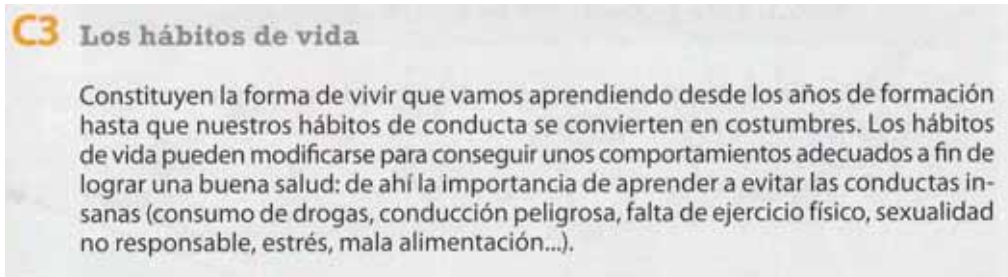 C3 Los hábitos de vida
Constituyen la forma de vivir que vamos aprendiendo desde los años de formación
hasta que nuestros hábitos de conducta se convierten en costumbres. Los hábitos
de vida pueden modificarse para conseguir unos comportamientos adecuados a fin de
lograr una buena salud: de ahí la importancia de aprender a evitar las conductas in-
sanas (consumo de drogas, conducción peligrosa, falta de ejercicio físico, sexualidad
no responsable, estrés, mala alimentación...).